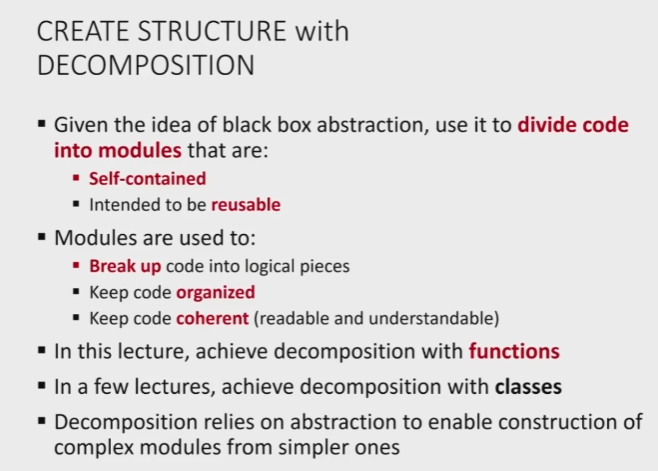 CREATE STRUCTURE with
DECOMPOSITION
▪ Given the idea of black box abstraction, use it to divide code
into modules that are:
▪ Self-contained
▪ Intended to be reusable
▪ Modules are used to:
▪ Break up code into logical pieces
▪ Keep code organized
▪ Keep code coherent (readable and understandable)
▪ In this lecture, achieve decomposition with functions
▪ In a few lectures, achieve decomposition with classes
▪ Decomposition relies on abstraction to enable construction of
complex modules from simpler ones